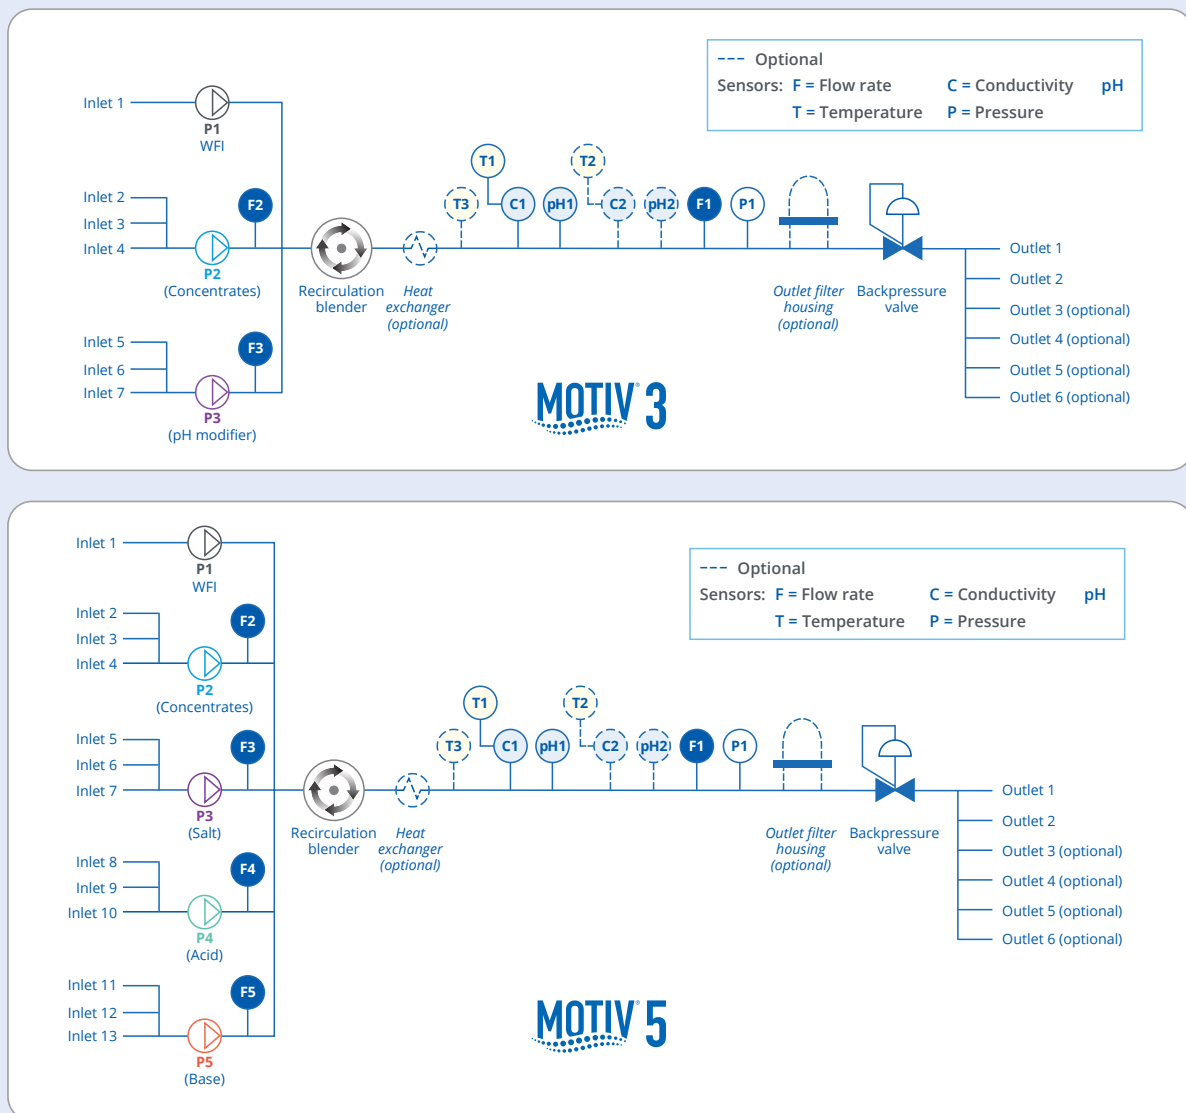 --- Optional
Sensors: F = Flow rate C = Conductivity pH
T = Temperature P = Pressure
Inlet 1
P1
WFI
Inlet 2
Inlet 3
Inlet 4
F2
P2
(Concentrates)
Inlet 5
Inlet 6
Inlet 7
F3
P3
(pH modifier)
Recirculation
blender
Heat
exchanger
(optional)
T3
T1
C1
pH1
T2
C2
pH2
F1
P1
Outlet filter
housing
(optional)
Backpressure
valve
Outlet 1
Outlet 2
Outlet 3 (optional)
Outlet 4 (optional)
Outlet 5 (optional)
Outlet 6 (optional)
MOTIV® 3
--- Optional
Sensors: F = Flow rate C = Conductivity pH
T = Temperature P = Pressure
Inlet 1
P1
WFI
Inlet 2
Inlet 3
Inlet 4
F2
P2
(Concentrates)
Inlet 5
Inlet 6
Inlet 7
F3
P3
(Salt)
Inlet 8
Inlet 9
Inlet 10
F4
P4
(Acid)
Inlet 11
Inlet 12
Inlet 13
F5
P5
(Base)
Recirculation
blender
Heat
exchanger
(optional)
T3
T1
C1
pH1
T2
C2
pH2
F1
P1
Outlet filter
housing
(optional)
Backpressure
valve
Outlet 1
Outlet 2
Outlet 3 (optional)
Outlet 4 (optional)
Outlet 5 (optional)
Outlet 6 (optional)
MOTIV® 5